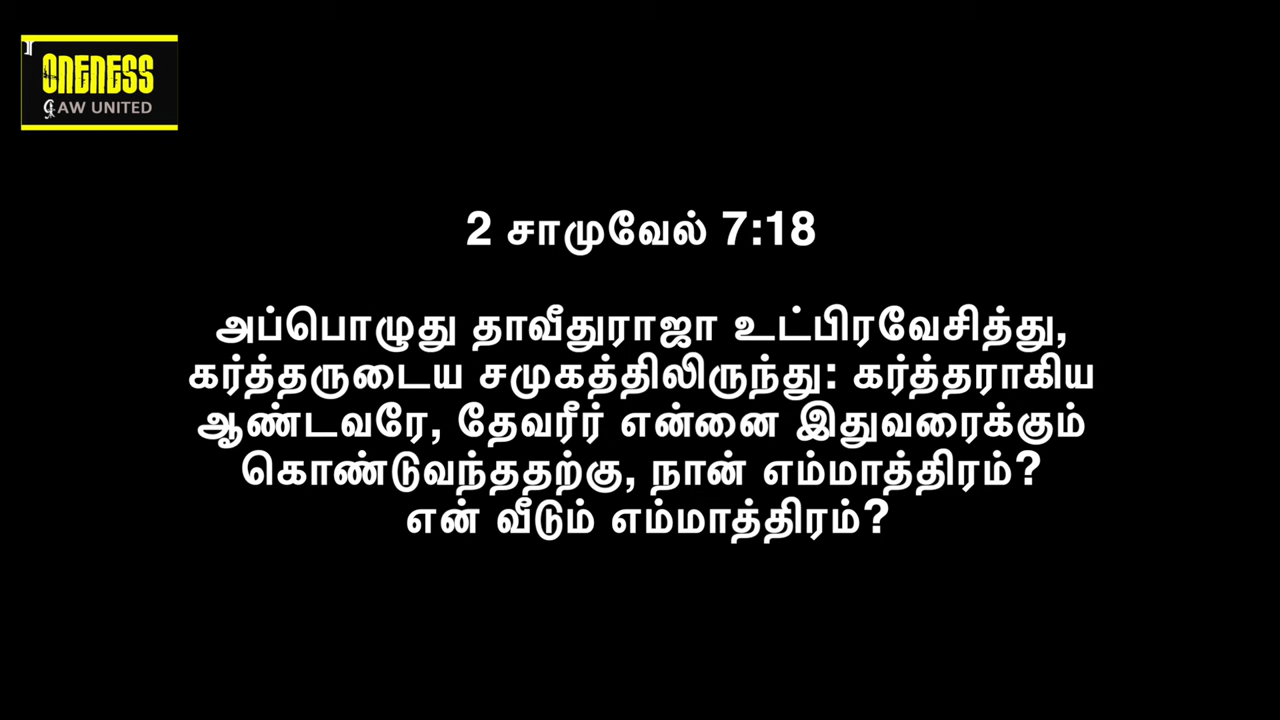 ONENESS
AW UNITED
2 சாமுவேல் 7:18
அப்பொழுது தாவீதுராஜா உட்பிரவேசித்து,
கர்த்தருடைய சமுகத்திலிருந்து: கர்த்தராகிய
ஆண்டவரே, தேவரீர் என்னை இதுவரைக்கும்
கொண்டுவந்ததற்கு, நான் எம்மாத்திரம்?
என் வீடும் எம்மாத்திரம்?